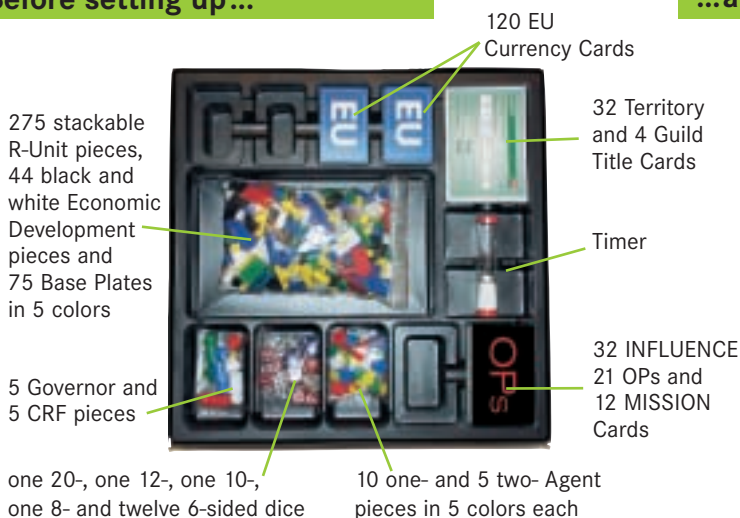 Before setting up...
...a
120 EU
Currency Cards
275 stackable
R-Unit pieces,
44 black and
white Economic
Development
pieces and
75 Base Plates
in 5 colors
EU
EU
32 Territory
and 4 Guild
Title Cards
Timer
OPs
32 INFLUENCE
21 OPs and
12 MISSION
Cards
5 Governor and
5 CRF pieces
one 20-, one 12-, one 10-,
one 8- and twelve 6-sided dice
10 one- and 5 two- Agent
pieces in 5 colors each